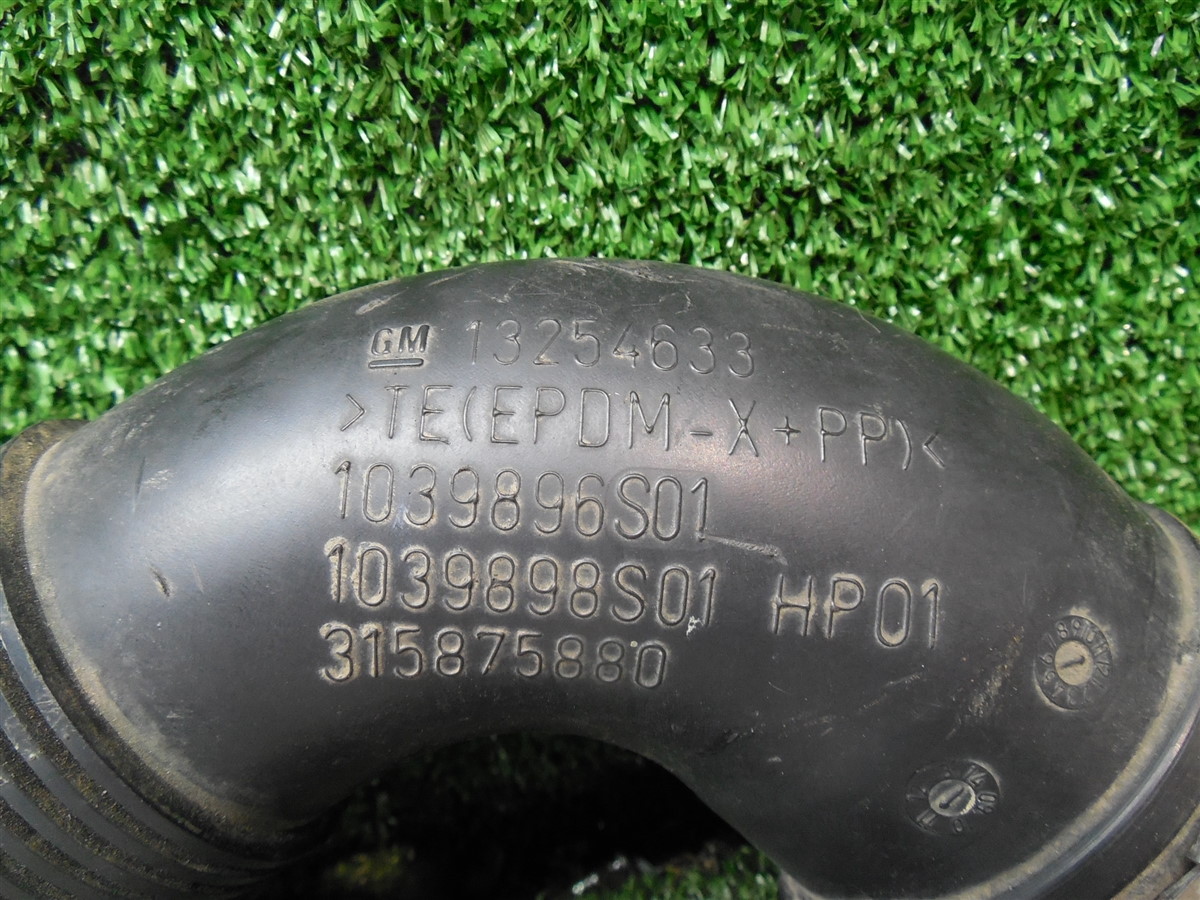 GM 13254633
>TE(EPDM-X+PP)<
1039896S01
1039898S01 HP01
315875880